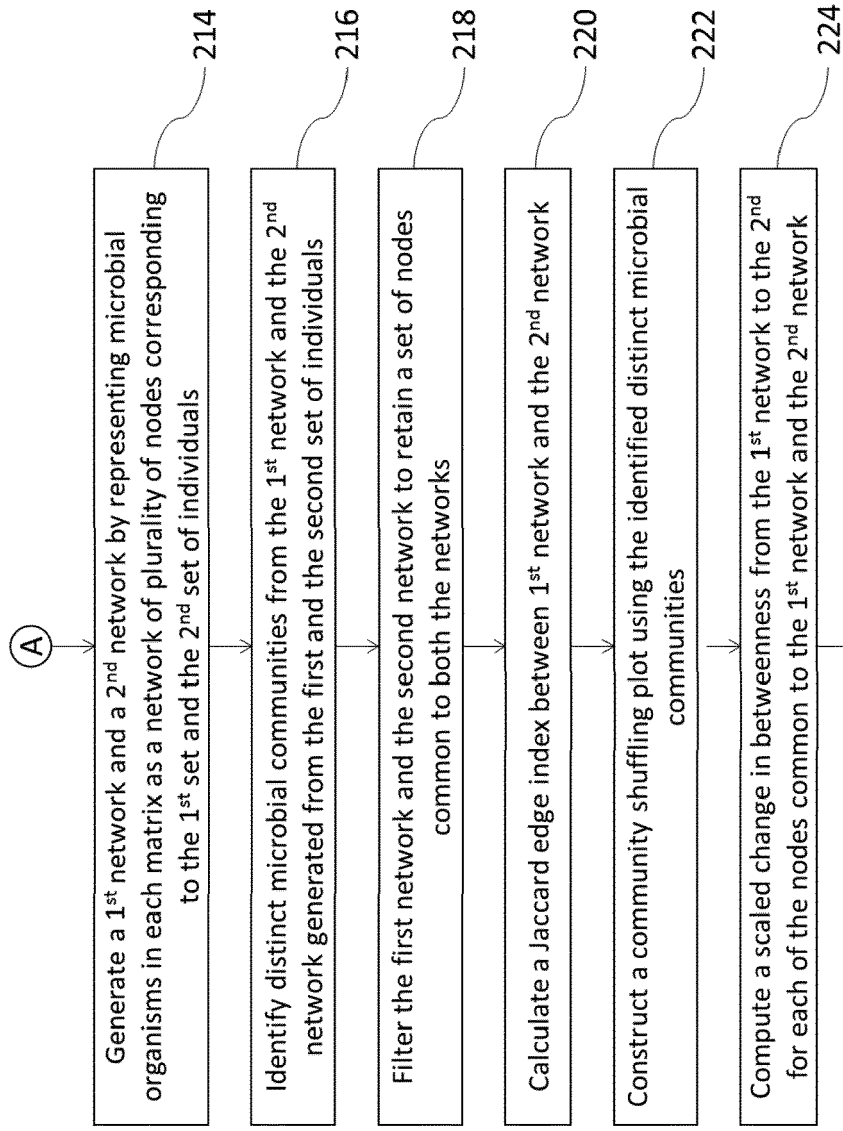 A
Generate a 1st network and a 2nd network by representing microbial
organisms in each matrix as a network of plurality of nodes corresponding
to the 1st set and the 2nd set of individuals
214
Identify distinct microbial communities from the 1st network and the 2nd
network generated from the first and the second set of individuals
216
Filter the first network and the second network to retain a set of nodes
common to both the networks
218
Calculate a Jaccard edge index between 1st network and the 2nd network
220
Construct a community shuffling plot using the identified distinct microbial
communities
222
Compute a scaled change in betweenness from the 1st network to the 2nd
for each of the nodes common to the 1st network and the 2nd network
224